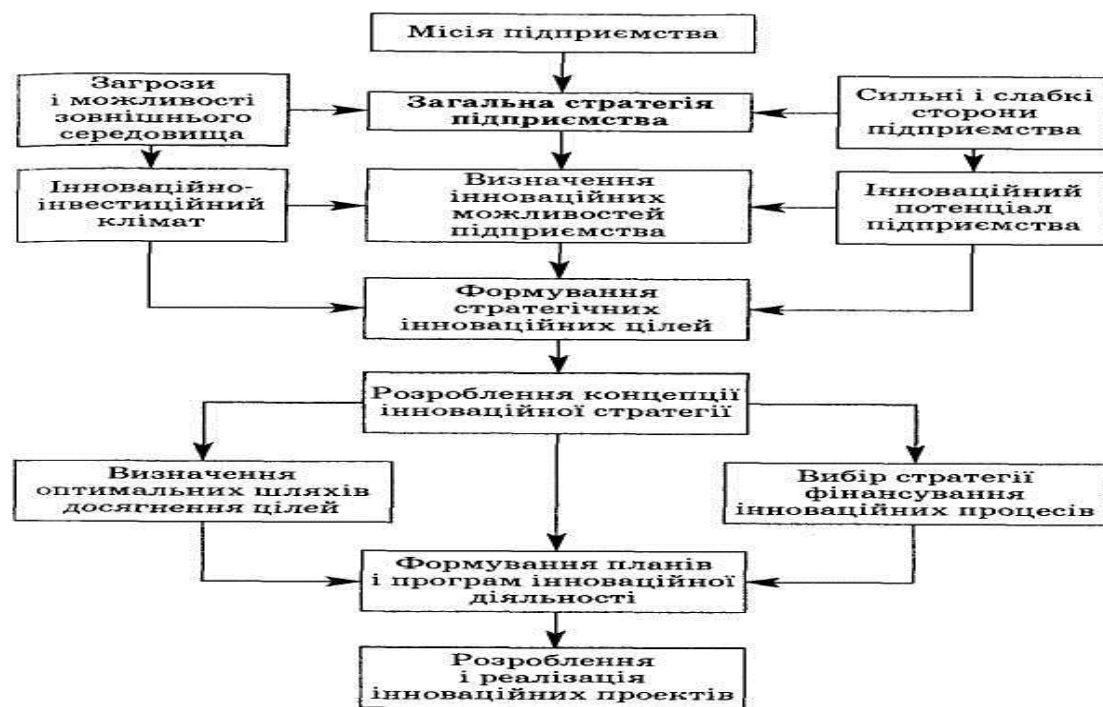 Місія підприємства
Загрози
і можливості
зовнішнього
середовища
Загальна стратегія
підприємства
Сильні і слабкі
сторони
підприємства
Інноваційно-
інвестиційний
клімат
Визначення
інноваційних
можливостей
підприємства
Інноваційний
потенціал
підприємства
Формування
стратегічних
інноваційних цілей
Розроблення концепції
інноваційної стратегії
Визначення
оптимальних шляхів
досягнення цілей
Вибір стратегії
фінансування
інноваційних процесів
Формування планів
і програм інноваційної
діяльності
Розроблення
і реалізація
інноваційних проектів